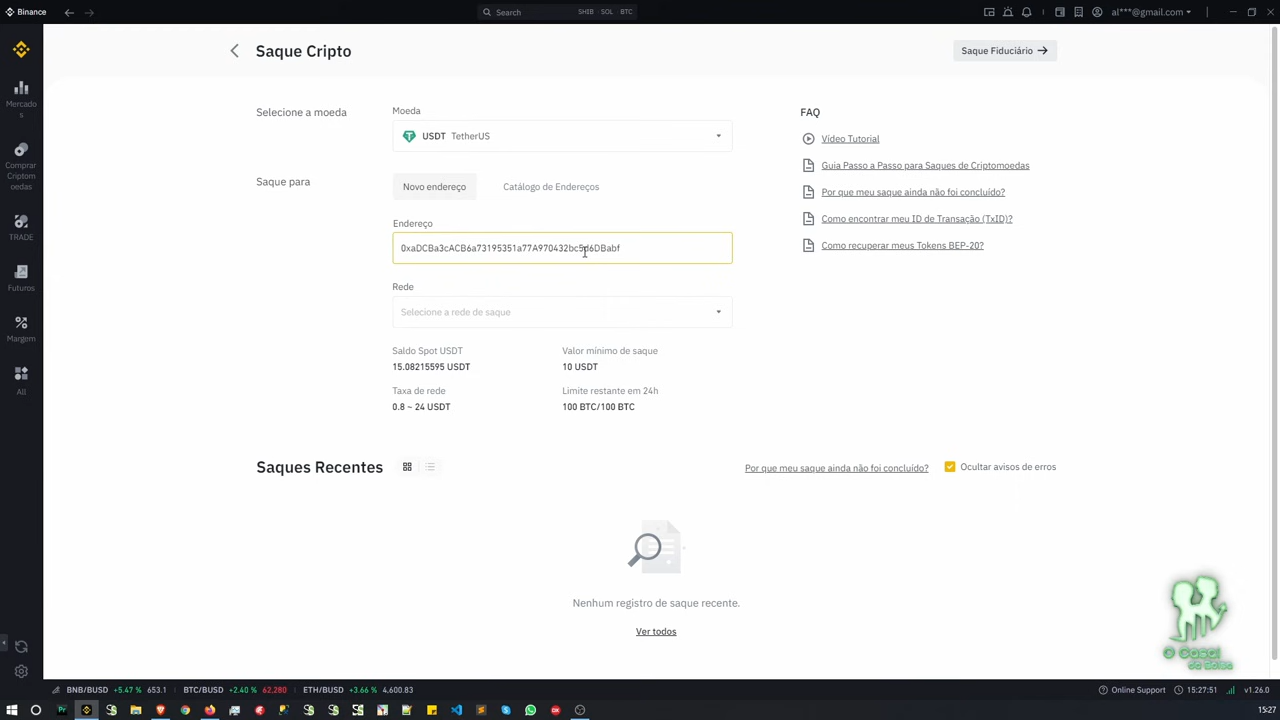 Binance
Search SHIB SOL BTC
al***@gmail.com
Saque Cripto
Saque Fiduciário
Mercado
s
Comprar
Criptom
oedas
TRADE
Futuros
Margem
All
Selecione a moeda
Moeda
USDT TetherUS
Saque para
Novo endereço
Catálogo de Endereços
Endereço
0xaDCBa3cACB6a73195351a77A970432bc5d6DBabf
Rede
Selecione a rede de saque
Saldo Spot USDT
15.08215595 USDT
Valor mínimo de saque
10 USDT
Taxa de rede
0.8 ~ 24 USDT
Limite restante em 24h
100 BTC/100 BTC
FAQ
Vídeo Tutorial
Guia Passo a Passo para Saques de Criptomoedas
Por que meu saque ainda não foi concluído?
Como encontrar meu ID de Transação (TxID)?
Como recuperar meus Tokens BEP-20?
Saques Recentes
Por que meu saque ainda não foi concluído?
Ocultar avisos de erros
Nenhum registro de saque recente.
Ver todos
O Casal
da Bolsa
BNB/BUSD +5.47 % 653.1 BTC/BUSD +2.40 % 62,280 ETH/BUSD +3.66 % 4,600.83
Online Support 15:27:51 v1.26.0
15:27